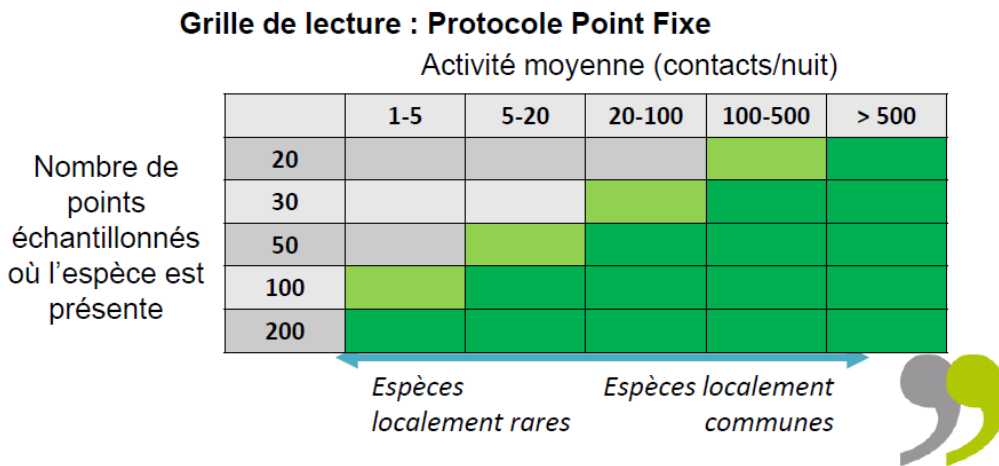 Grille de lecture : Protocole Point Fixe
Activité moyenne (contacts/nuit)
1-5 5-20 20-100 100-500 > 500
Nombre de
points
échantillonnés
où l'espèce est
présente
20
30
50
100
200
Espèces
localement rares
Espèces localement
communes